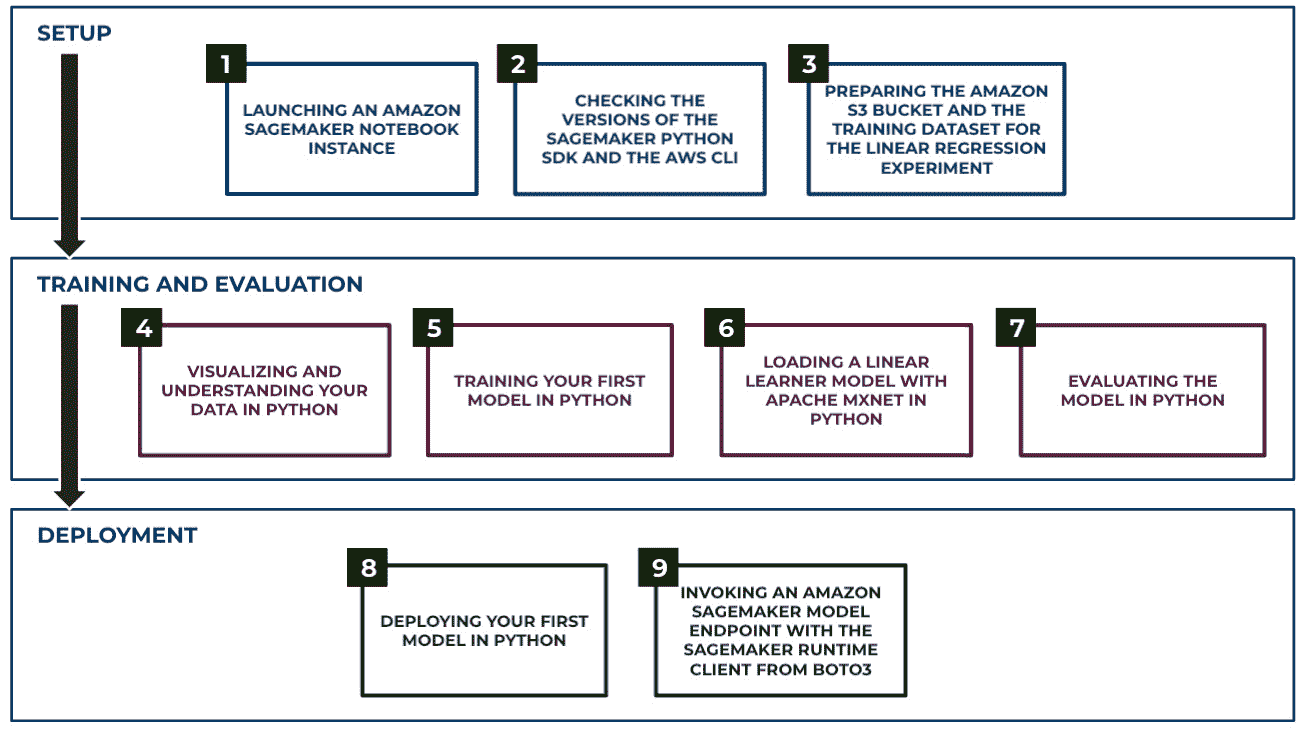 SETUP
1
LAUNCHING AN AMAZON
SAGEMAKER NOTEBOOK
INSTANCE
2
CHECKING THE
VERSIONS OF THE
SAGEMAKER PYTHON
SDK AND THE AWS CLI
3
PREPARING THE AMAZON
S3 BUCKET AND THE
TRAINING DATASET FOR
THE LINEAR REGRESSION
EXPERIMENT
TRAINING AND EVALUATION
4
VISUALIZING AND
UNDERSTANDING YOUR
DATA IN PYTHON
5
TRAINING YOUR FIRST
MODEL IN PYTHON
6
LOADING A LINEAR
LEARNER MODEL WITH
APACHE MXNET IN
PYTHON
7
EVALUATING THE
MODEL IN PYTHON
DEPLOYMENT
8
DEPLOYING YOUR FIRST
MODEL IN PYTHON
9
INVOKING AN AMAZON
SAGEMAKER MODEL
ENDPOINT WITH THE
SAGEMAKER RUNTIME
CLIENT FROM BOTO3